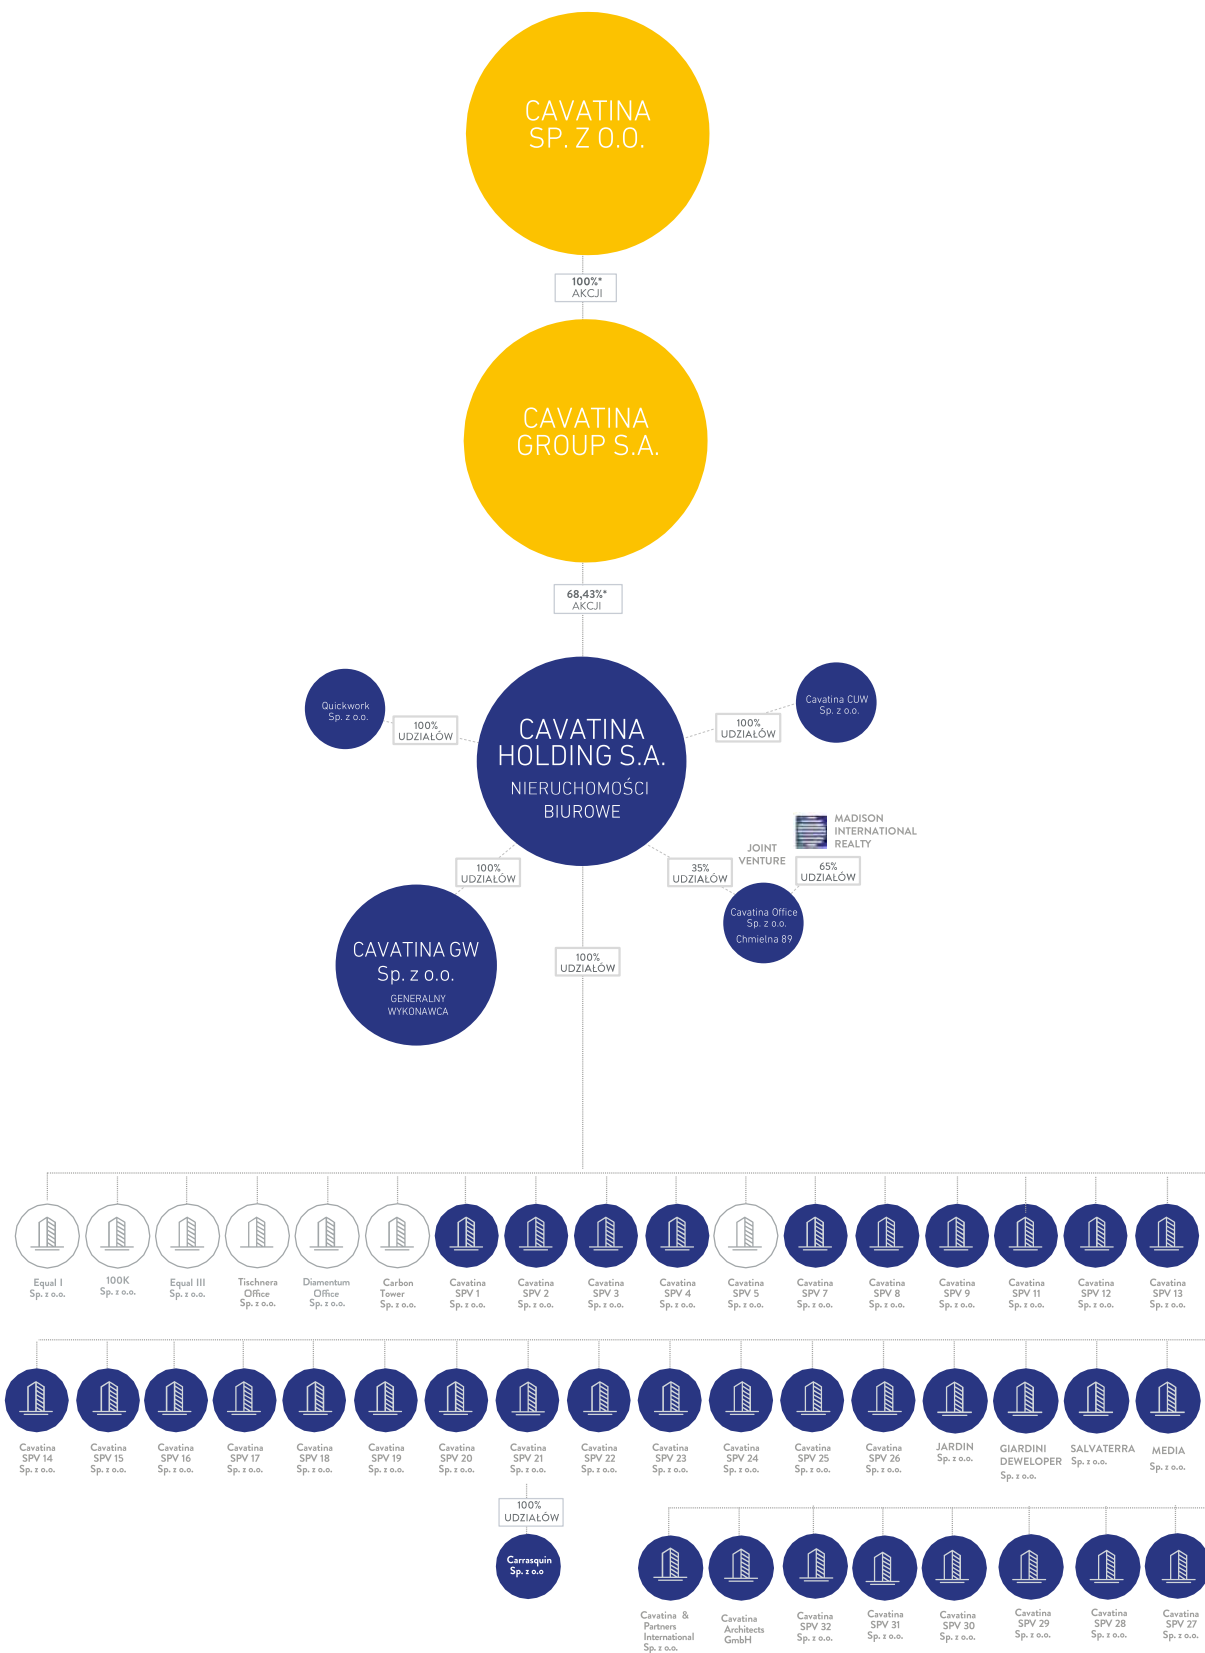 CAVATINA
SP. Z O.O.
100%*
AKCJI
CAVATINA
GROUP S.A.
68,43%*
AKCJI
Quickwork
Sp. z o.o.
100%
UDZIAŁÓW
CAVATINA
HOLDING S.A.
NIERUCHOMOŚCI
BIUROWE
100%
UDZIAŁÓW
Cavatina CUW
Sp. z o.o.
MADISON
INTERNATIONAL
REALTY
JOINT
VENTURE
100%
UDZIAŁÓW
35%
UDZIAŁÓW
65%
UDZIAŁÓW
Cavatina Office
Sp. z o.o.
Chmielna 89
CAVATINA GW
Sp. z o.o.
GENERALNY
WYKONAWCA
100%
UDZIAŁÓW
Equal I
Sp. z o.o.
100K
Sp. z o.o.
Equal III
Sp. z o.o.
Tischnera
Office
Sp. z o.o.
Diamentum
Office
Sp. z o.o.
Carbon
Tower
Sp. z o.o.
Cavatina
SPV 1
Sp. z o.o.
Cavatina
SPV 2
Sp. z o.o.
Cavatina
SPV 3
Sp. z o.o.
Cavatina
SPV 4
Sp. z o.o.
Cavatina
SPV 5
Sp. z o.o.
Cavatina
SPV 7
Sp. z o.o.
Cavatina
SPV 8
Sp. z o.o.
Cavatina
SPV 9
Sp. z o.o.
Cavatina
SPV 11
Sp. z o.o.
Cavatina
SPV 12
Sp. z o.o.
Cavatina
SPV 13
Sp. z o.o.
Cavatina
SPV 14
Sp. z o.o.
Cavatina
SPV 15
Sp. z o.o.
Cavatina
SPV 16
Sp. z o.o.
Cavatina
SPV 17
Sp. z o.o.
Cavatina
SPV 18
Sp. z o.o.
Cavatina
SPV 19
Sp. z o.o.
Cavatina
SPV 20
Sp. z o.o.
Cavatina
SPV 21
Sp. z o.o.
Cavatina
SPV 22
Sp. z o.o.
Cavatina
SPV 23
Sp. z o.o.
Cavatina
SPV 24
Sp. z o.o.
Cavatina
SPV 25
Sp. z o.o.
Cavatina
SPV 26
Sp. z o.o.
JARDIN
Sp. z o.o.
GIARDINI
DEWELOPER
Sp. z o.o.
SALVATERRA
Sp. z o.o.
MEDIA
Sp. z o.o.
100%
UDZIAŁÓW
Carrasquin
Sp. z o.o
Cavatina &
Partners
International
Sp. z o.o.
Cavatina
Architects
GmbH
Cavatina
SPV 32
Sp. z o.o.
Cavatina
SPV 31
Sp. z o.o.
Cavatina
SPV 30
Sp. z o.o.
Cavatina
SPV 29
Sp. z o.o.
Cavatina
SPV 28
Sp. z o.o.
Cavatina
SPV 27
Sp. z o.o.